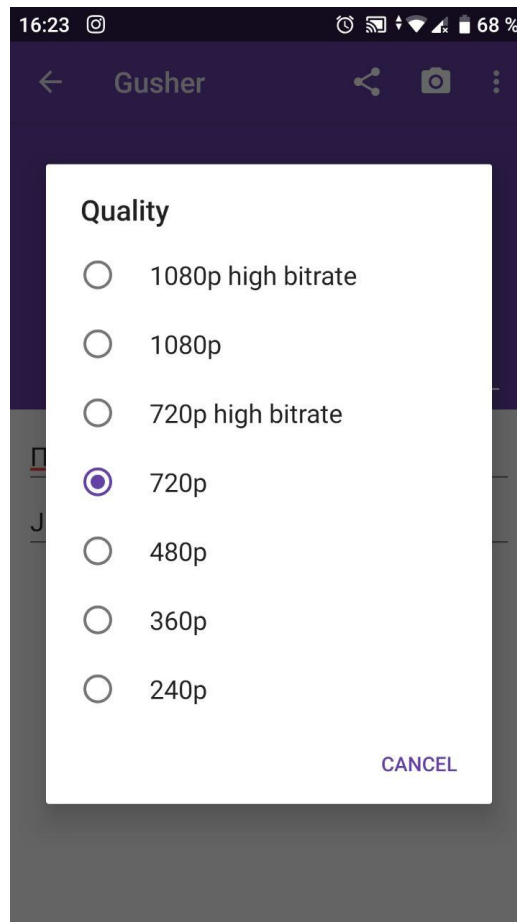 16:23 68 %
Gusher
Quality
1080p high bitrate
1080p
720p high bitrate
720p
480p
360p
240p
CANCEL